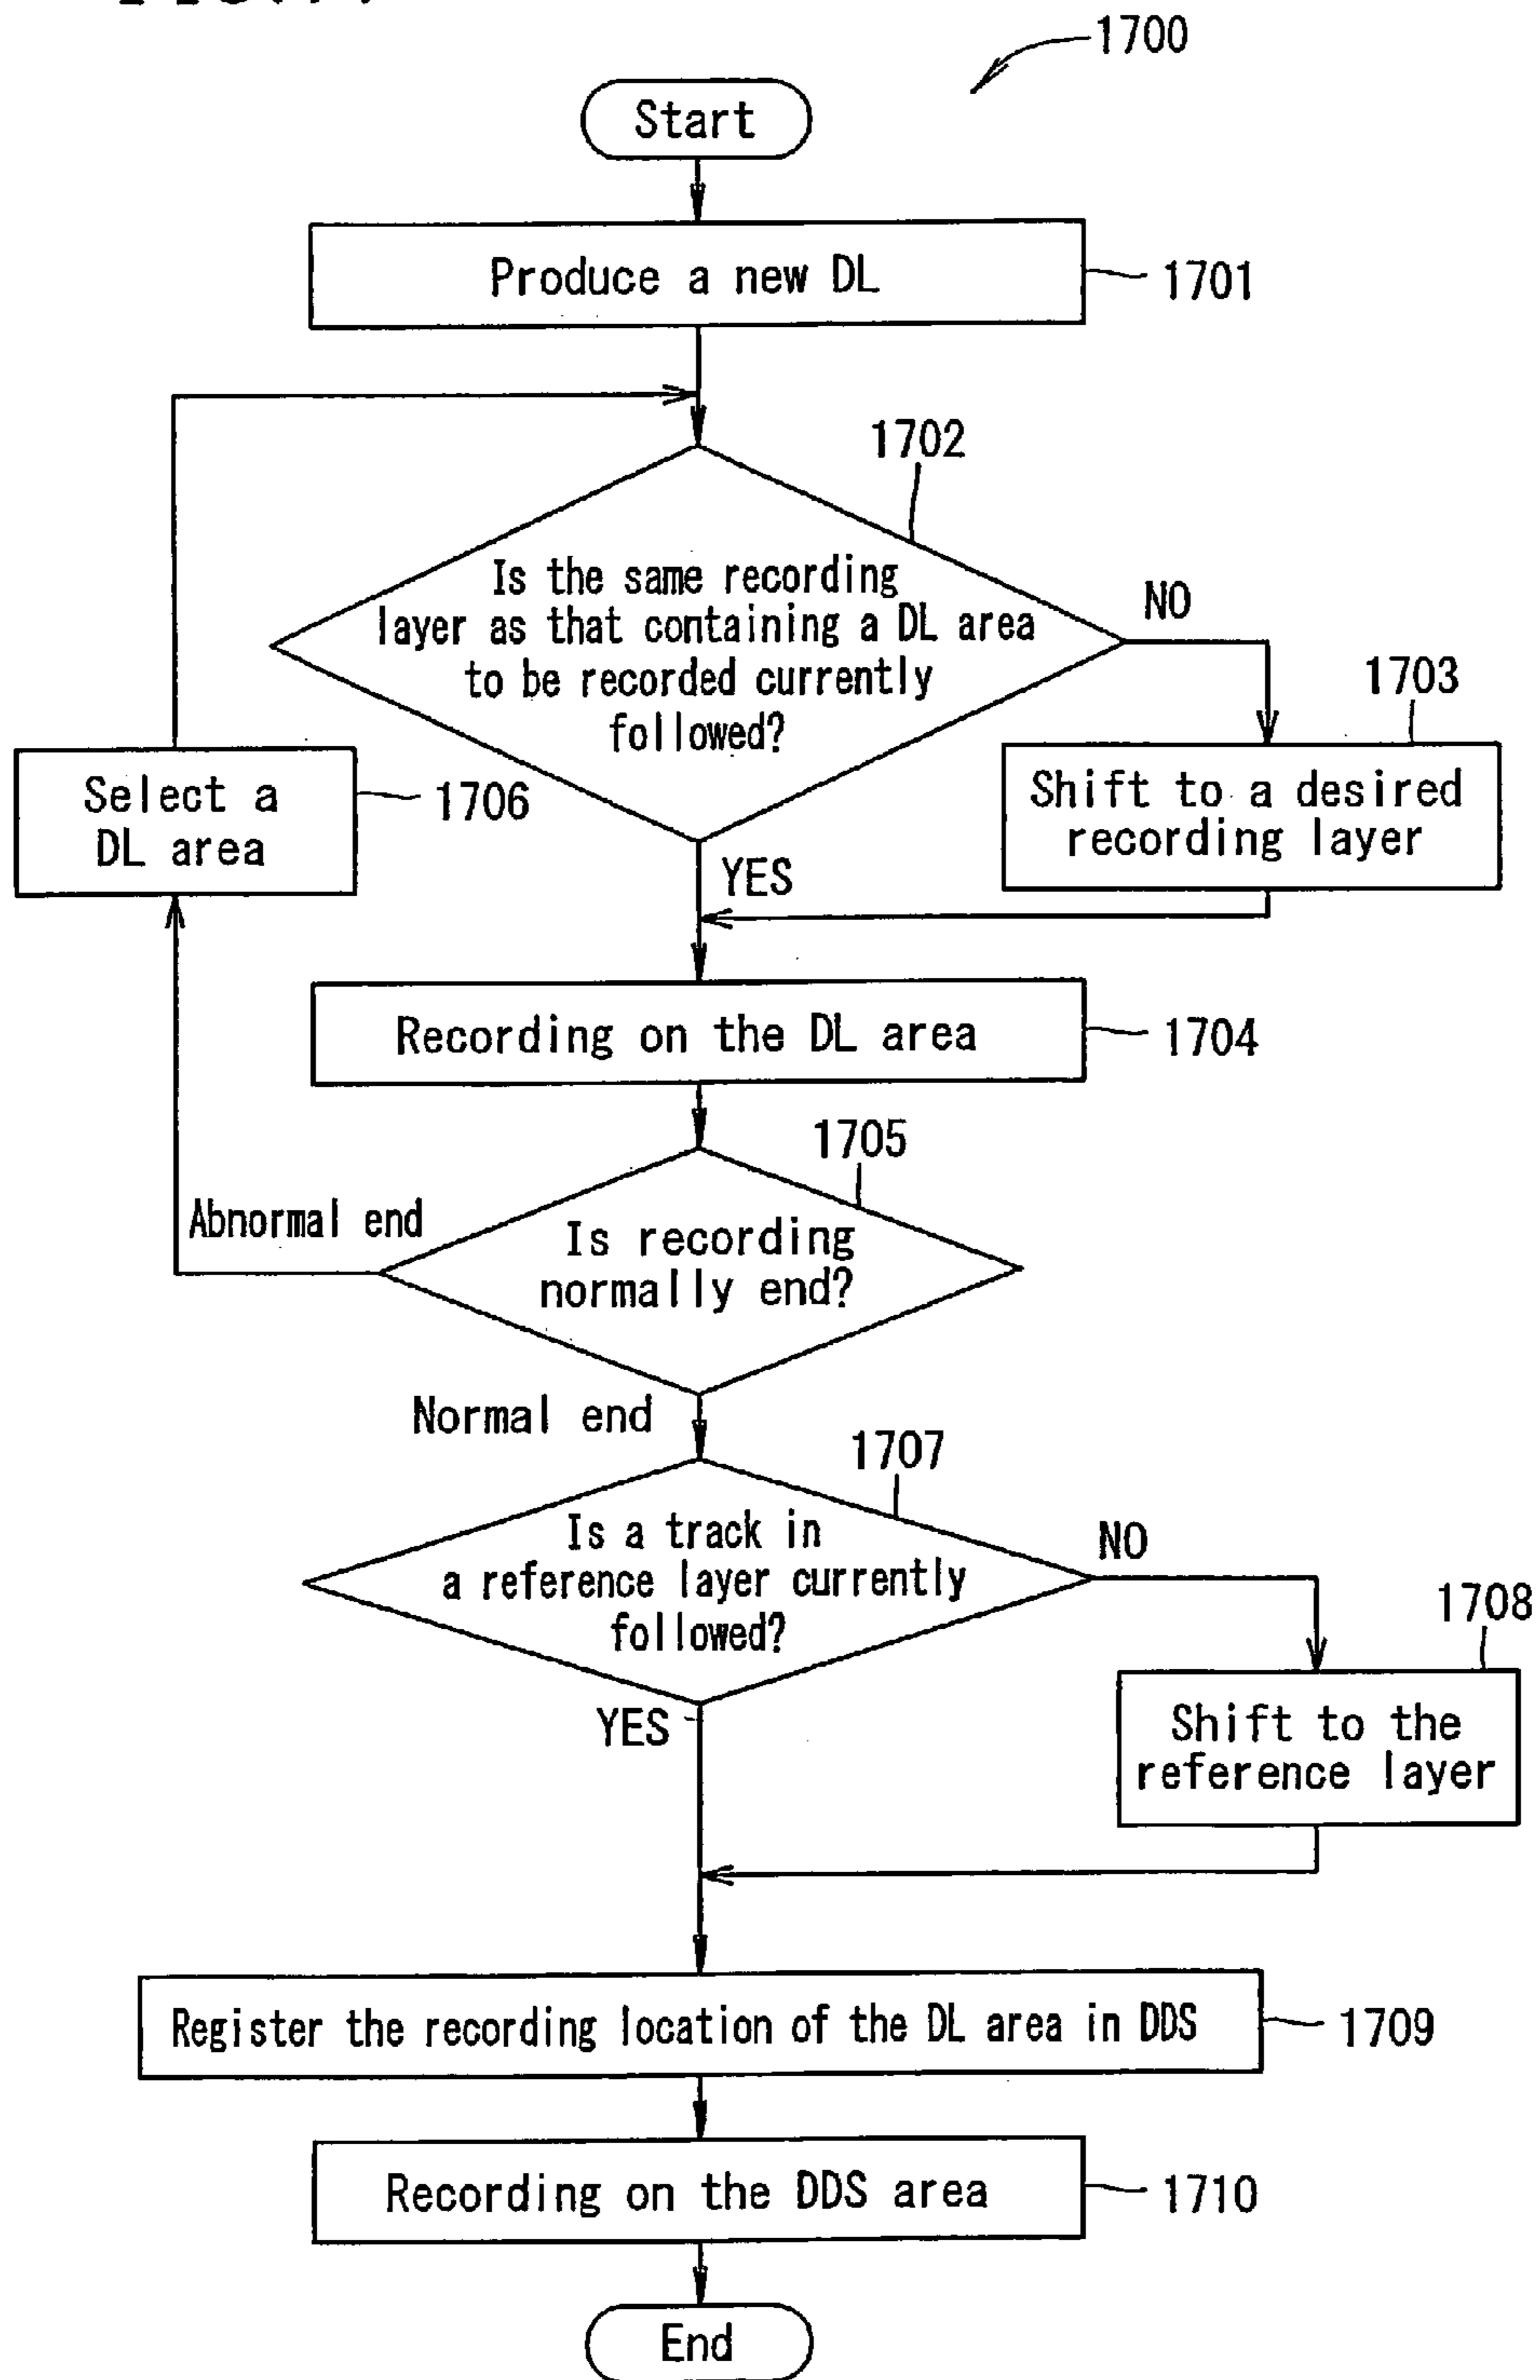 1700
Start
Produce a new DL
1701
1702
Is the same recording
layer as that containing a DL area
to be recorded currently
followed?
NO
1703
Shift to a desired
recording layer
Select a
DL area
1706
YES
Recording on the DL area
1704
1705
Abnormal end
Is recording
normally end?
Normal end
1707
Is a track in
a reference layer currently
followed?
NO
1708
YES
Shift to the
reference layer
Register the recording location of the DL area in DDS
1709
Recording on the DDS area
1710
End